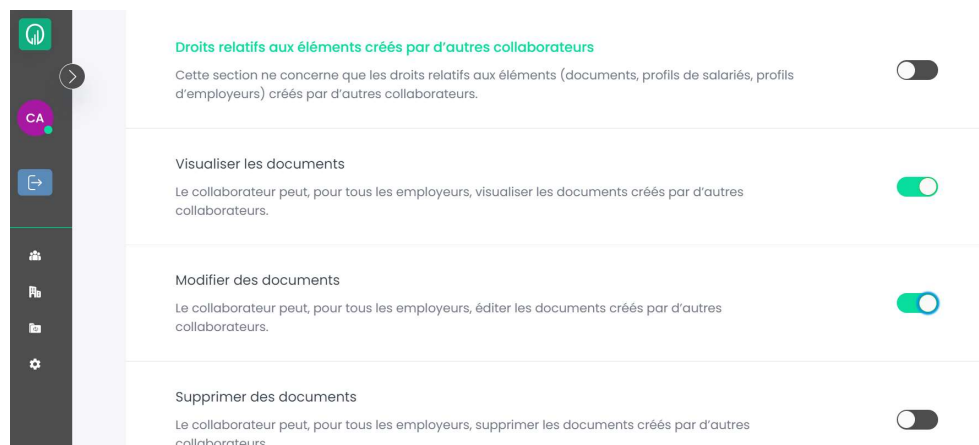 Droits relatifs aux éléments créés par d'autres collaborateurs
Cette section ne concerne que les droits relatifs aux éléments (documents, profils de salariés, profils
d'employeurs) créés par d'autres collaborateurs.
CA
Visualiser les documents
Le collaborateur peut, pour tous les employeurs, visualiser les documents créés par d'autres
collaborateurs.
Modifier des documents
Le collaborateur peut, pour tous les employeurs, éditer les documents créés par d'autres
collaborateurs.
Supprimer des documents
Le collaborateur peut, pour tous les employeurs, supprimer les documents créés par d'autres
collaborateurs.